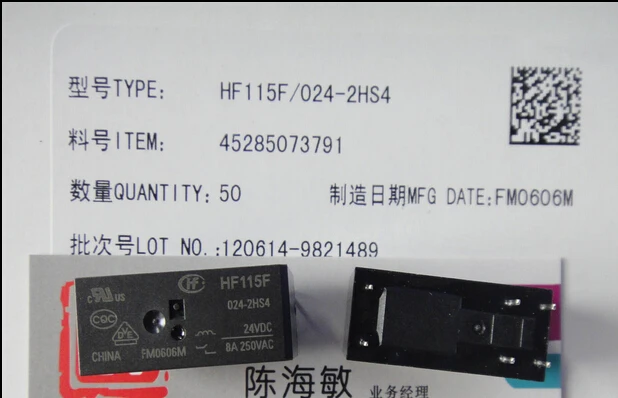 型号TYPE: HF115F/024-2HS4
料号ITEM: 45285073791
数量QUANTITY: 50 制造日期MFG DATE:FM0606M
批次号LOT NO.:120614-9821489
HF HF115F
c US
024-2HS4
CQC
24VDC
CHINA FM0606M 8A 250VAC
陈海敏 业务经理